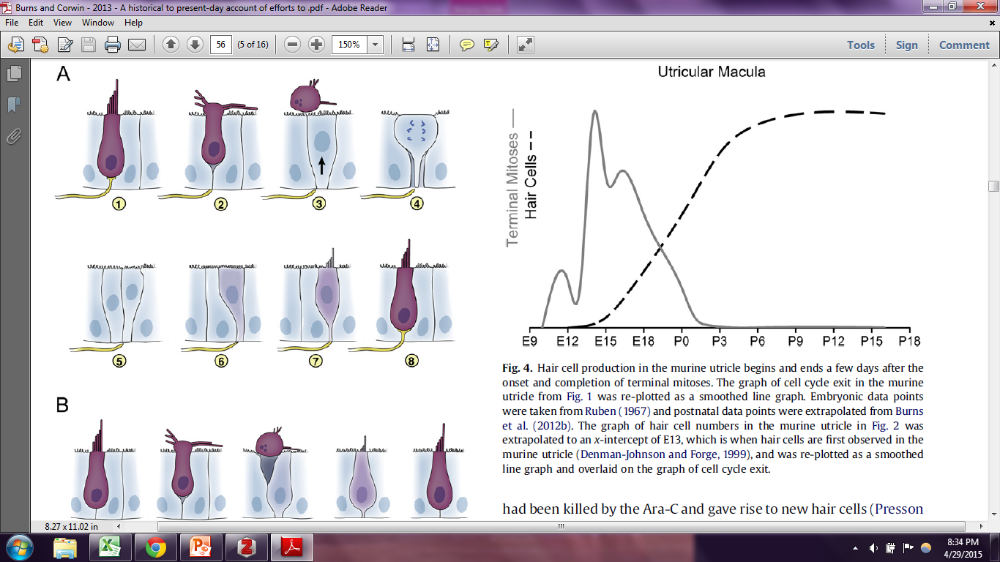 Burns and Corwin - 2013 - A historical to present-day account of efforts to .pdf - Adobe Reader
File Edit View Window Help
56 (5 of 16) 150% Tools Sign Comment
A
1 2 3 4
5 6 7 8
B
Utricular Macula
Terminal Mitoses
Hair Cells
E9 E12 E15 E18 P0 P3 P6 P9 P12 P15 P18
Fig. 4. Hair cell production in the murine utricle begins and ends a few days after the
onset and completion of terminal mitoses. The graph of cell cycle exit in the murine
utricle from Fig. 1 was re-plotted as a smoothed line graph. Embryonic data points
were taken from Ruben (1967) and postnatal data points were extrapolated from Burns
et al. (2012b). The graph of hair cell numbers in the murine utricle in Fig. 2 was
extrapolated to an x-intercept of E13, which is when hair cells are first observed in the
murine utricle (Denman-Johnson and Forge, 1999), and was re-plotted as a smoothed
line graph and overlaid on the graph of cell cycle exit.
had been killed by the Ara-C and gave rise to new hair cells (Presson
8.27 x 11.02 in
8:34 PM
4/29/2015